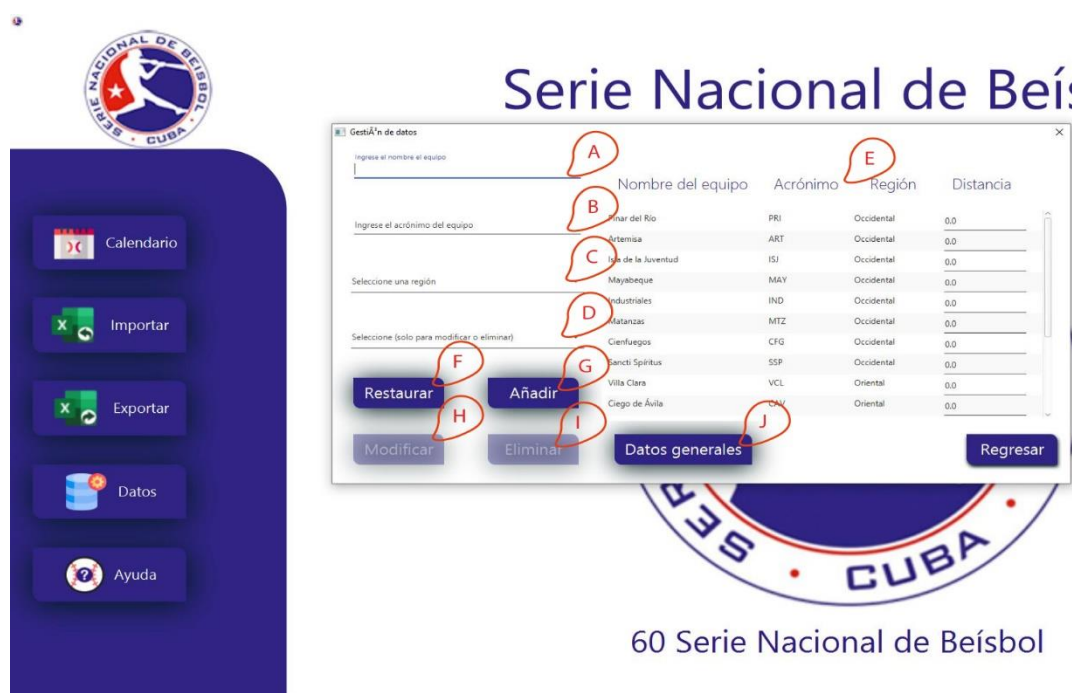 SERIE NACIONAL DE BEISBOL
CUBA
Serie Nacional de Beís
GestiÃ³n de datos
Ingrese el nombre el equipo
A
Ingrese el acrónimo del equipo
B
Seleccione una región
C
Seleccione (solo para modificar o eliminar)
D
E
Nombre del equipo Acrónimo Región Distancia
Pinar del Río PRI Occidental 0.0
Artemisa ART Occidental 0.0
Isla de la Juventud ISJ Occidental 0.0
Mayabeque MAY Occidental 0.0
Industriales IND Occidental 0.0
Matanzas MTZ Occidental 0.0
Cienfuegos CFG Occidental 0.0
Sancti Spíritus SSP Occidental 0.0
Villa Clara VCL Oriental 0.0
Ciego de Ávila CAV Oriental 0.0
F
G
Restaurar Añadir
H
I
J
Modificar Eliminar Datos generales Regresar
Calendario
Importar
Exportar
Datos
Ayuda
SER
CUBA
60 Serie Nacional de Beísbol